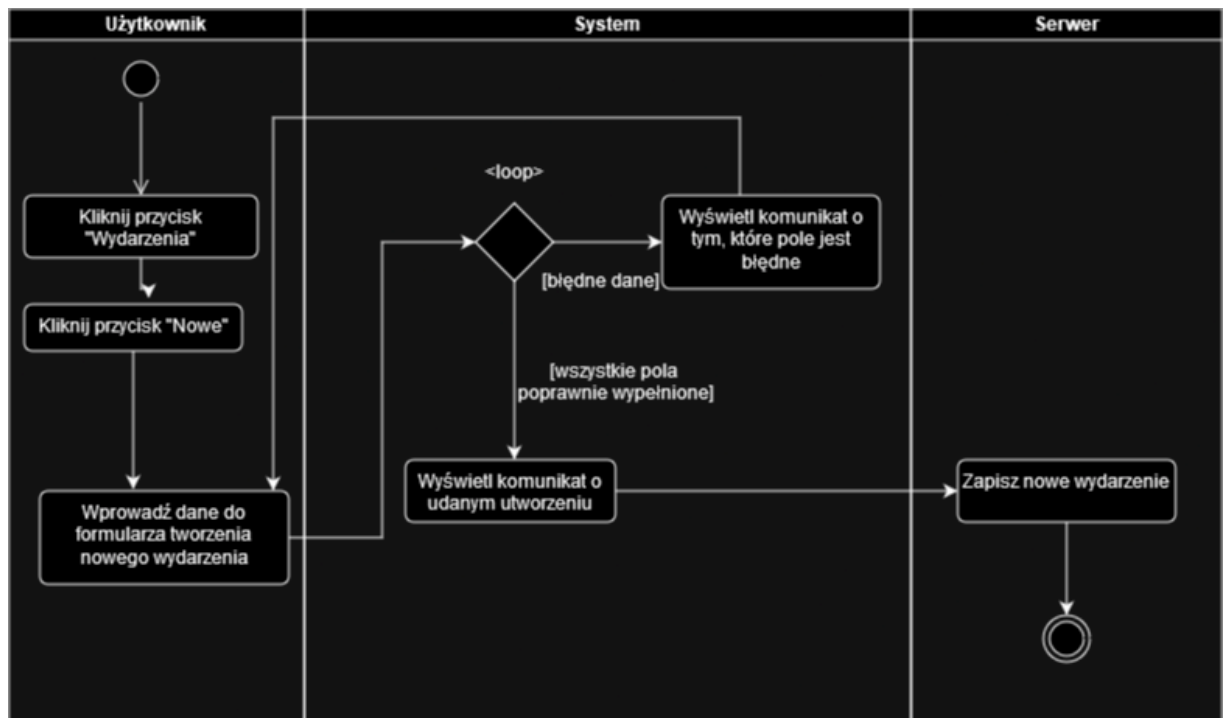 Użytkownik
System
Serwer
<loop>
Kliknij przycisk
"Wydarzenia"
Wyświetl komunikat o
tym, które pole jest
błędne
[błędne dane]
Kliknij przycisk "Nowe"
[wszystkie pola
poprawnie wypełnione]
Wyświetl komunikat o
udanym utworzeniu
Zapisz nowe wydarzenie
Wprowadź dane do
formularza tworzenia
nowego wydarzenia